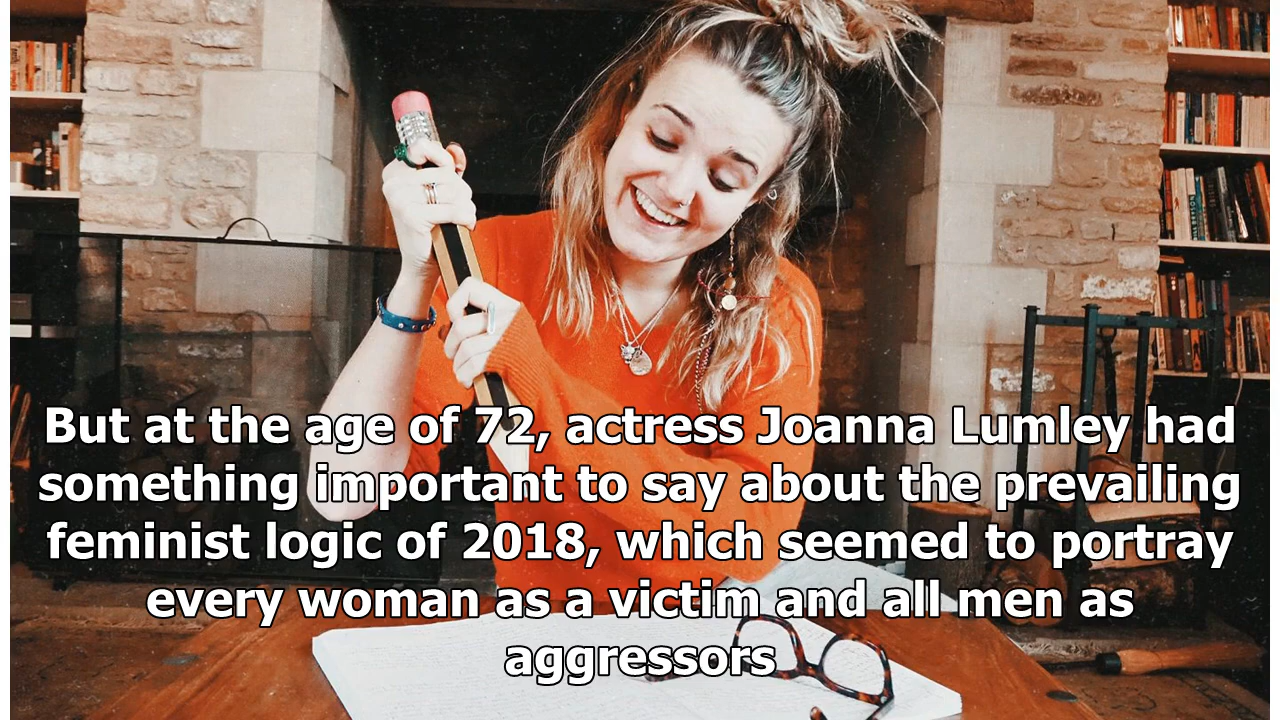 But at the age of 72, actress Joanna Lumley had
something important to say about the prevailing
feminist logic of 2018, which seemed to portray
every woman as a victim and all men as
aggressors